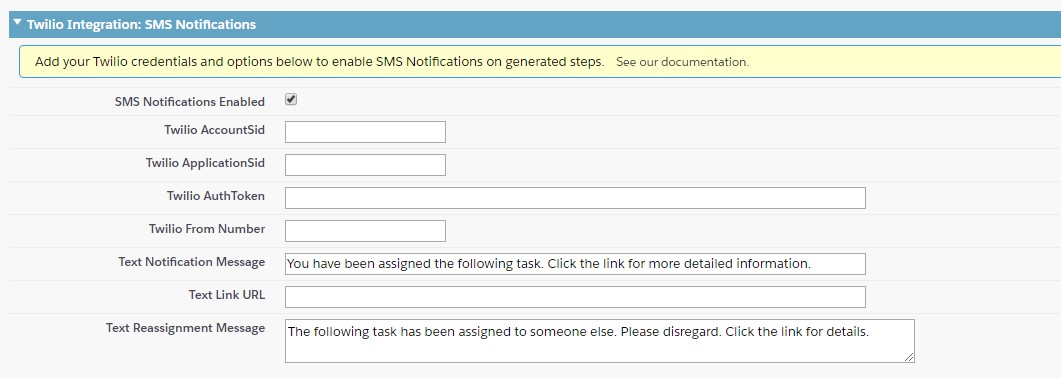 Twilio Integration: SMS Notifications
Add your Twilio credentials and options below to enable SMS Notifications on generated steps. See our documentation.
SMS Notifications Enabled
Twilio AccountSid
Twilio ApplicationSid
Twilio AuthToken
Twilio From Number
Text Notification Message You have been assigned the following task. Click the link for more detailed information.
Text Link URL
Text Reassignment Message The following task has been assigned to someone else. Please disregard. Click the link for details.